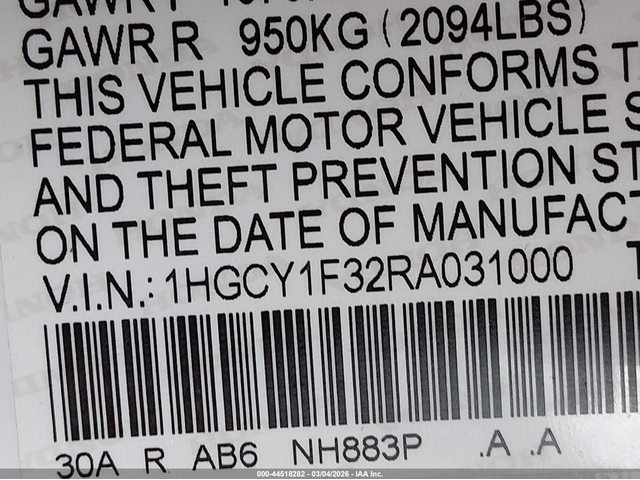 GAWR R 950KG (2094LBS)
THIS VEHICLE CONFORMS T
FEDERAL MOTOR VEHICLE S
AND THEFT PREVENTION ST
ON THE DATE OF MANUFAC
V.I.N.: 1HGCY1F32RA031000 T
30A R AB6 NH883P .A .A
000-44518282 - 03/04/2026 - IAA Inc.